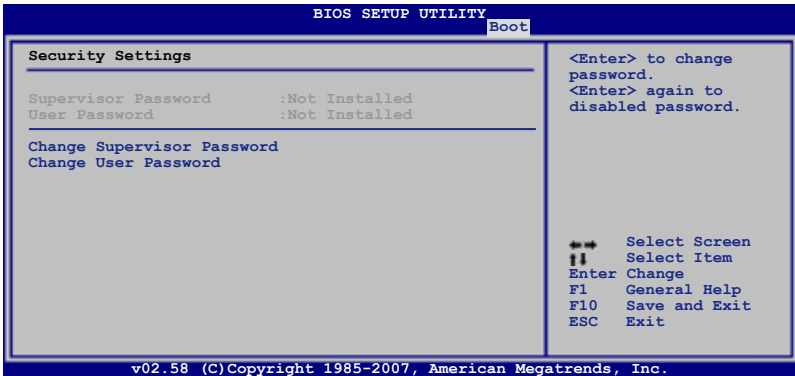 BIOS SETUP UTILITY
Boot
Security Settings
Supervisor Password :Not Installed
User Password :Not Installed
Change Supervisor Password
Change User Password
<Enter> to change
password.
<Enter> again to
disabled password.
←→ Select Screen
↑↓ Select Item
Enter Change
F1 General Help
F10 Save and Exit
ESC Exit
v02.58 (C)Copyright 1985-2007, American Megatrends, Inc.